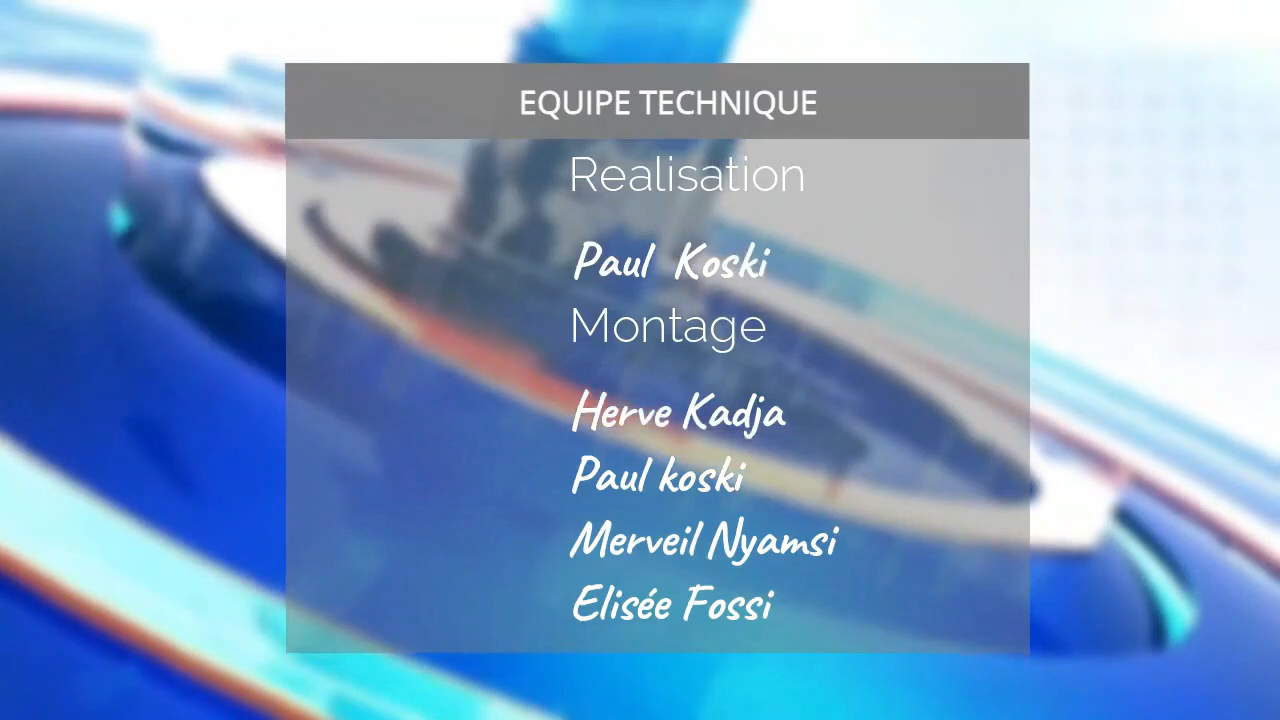 EQUIPE TECHNIQUE
Realisation
Paul Koski
Montage
Herve Kadja
Paul koski
Merveil Nyamsi
Elisée Fossi